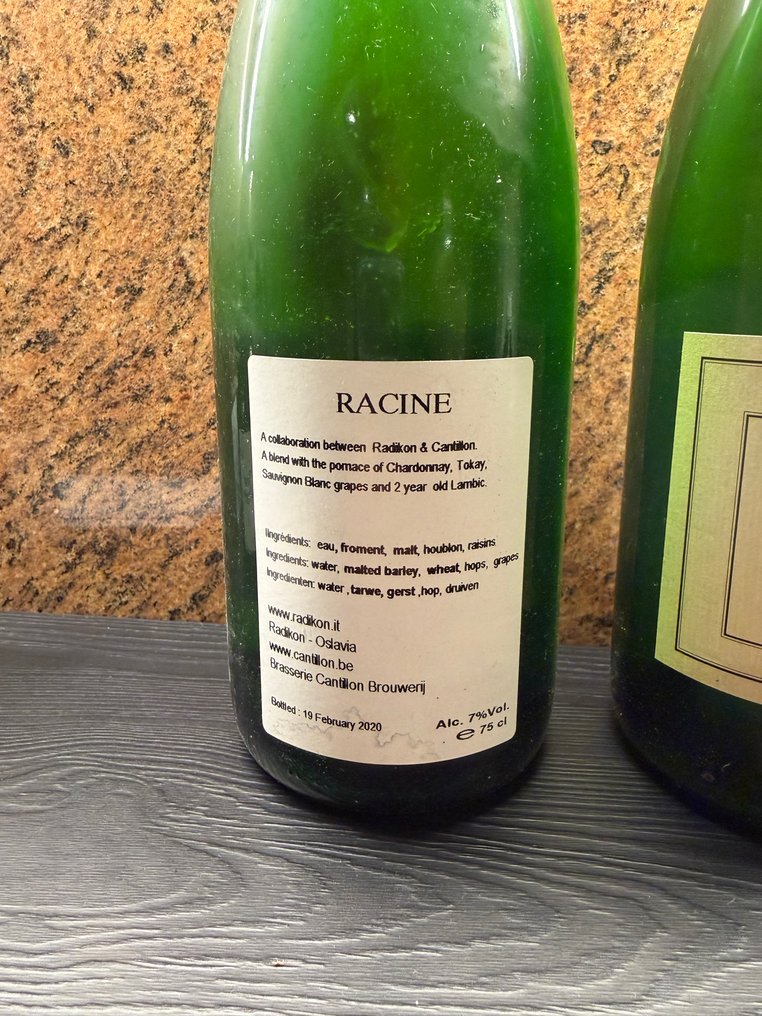 RACINE
A collaboration between Radikon & Cantillon.
A blend with the pomace of Chardonnay, Tokay,
Sauvignon Blanc grapes and 2 year old Lambic.
Iingrédients: eau, froment, malt, houblon, raisins
Ingredients: water, malted barley, wheat, hops, grapes
Ingredienten: water ,tarwe, gerst ,hop, druiven
www.radikon.it
Radikon - Oslavia
www.cantillon.be
Brasserie Cantillon Brouwerij
Bottled : 19 February 2020
Alc. 7%Vol.
e 75 cl